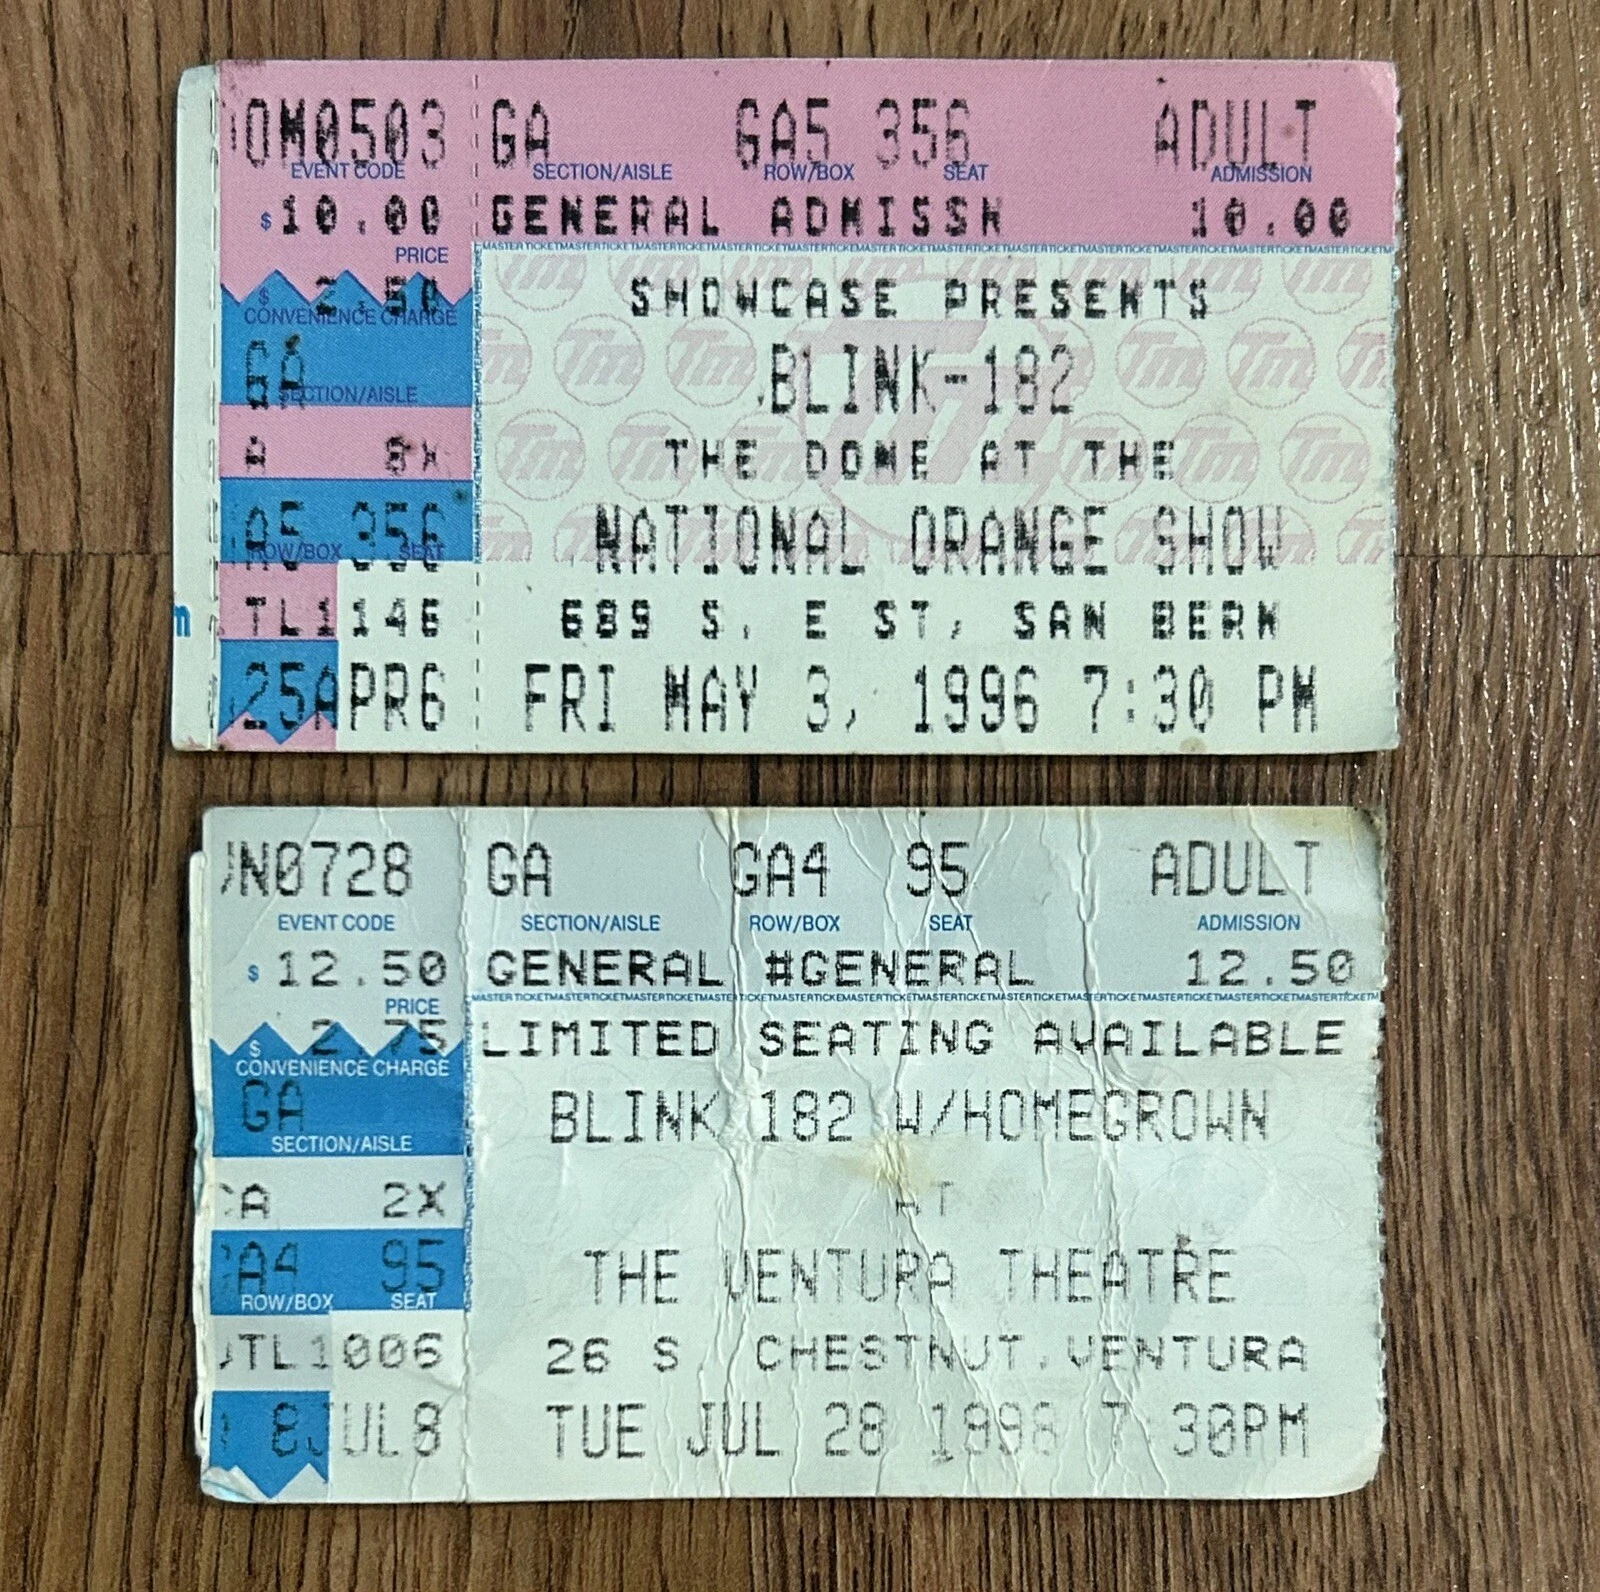 OM0503 GA GA5 356 ADULT
EVENT CODE SECTION/AISLE ROW/BOX SEAT ADMISSION
$ 10.00 GENERAL ADMISSN 10.00
PRICE
MASTERTICKETMASTERTICKETMASTERTICKETMASTERTICKETMASTERTICKETMASTERTICKETMASTERTICKETMASTERTICKETMASTERTICKETMASTER
$ 2.50 SHOWCASE PRESENTS
CONVENIENCE CHARGE
GA BLINK-182
SECTION/AISLE
A 8X THE DOME AT THE
A5 356 NATIONAL ORANGE SHOW
ROW/BOX SEAT
TL1146 689 S. E ST, SAN BERN
25APR6 FRI MAY 3, 1996 7:30 PM
N0728 GA GA4 95 ADULT
EVENT CODE SECTION/AISLE ROW/BOX SEAT ADMISSION
$ 12.50 GENERAL #GENERAL 12.50
PRICE
$ 2.75 LIMITED SEATING AVAILABLE
CONVENIENCE CHARGE
GA BLINK 182 W/HOMEGROWN
SECTION/AISLE
CA 2X AT
A4 95 THE VENTURA THEATRE
ROW/BOX SEAT
TL1006 26 S. CHESTNUT.VENTURA
8JUL8 TUE JUL 28 1998 7:30PM